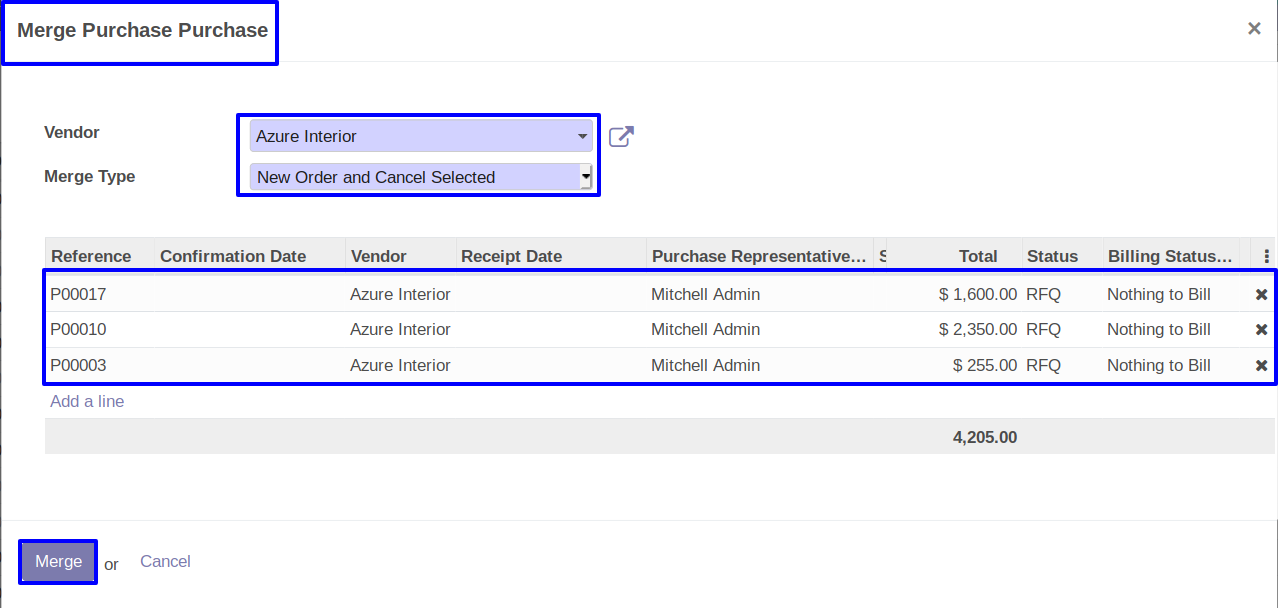 Merge Purchase Purchase ×
Vendor Azure Interior
Merge Type New Order and Cancel Selected
Reference Confirmation Date Vendor Receipt Date Purchase Representative... S Total Status Billing Status...
P00017 Azure Interior Mitchell Admin $ 1,600.00 RFQ Nothing to Bill
P00010 Azure Interior Mitchell Admin $ 2,350.00 RFQ Nothing to Bill
P00003 Azure Interior Mitchell Admin $ 255.00 RFQ Nothing to Bill
Add a line
4,205.00
Merge or Cancel